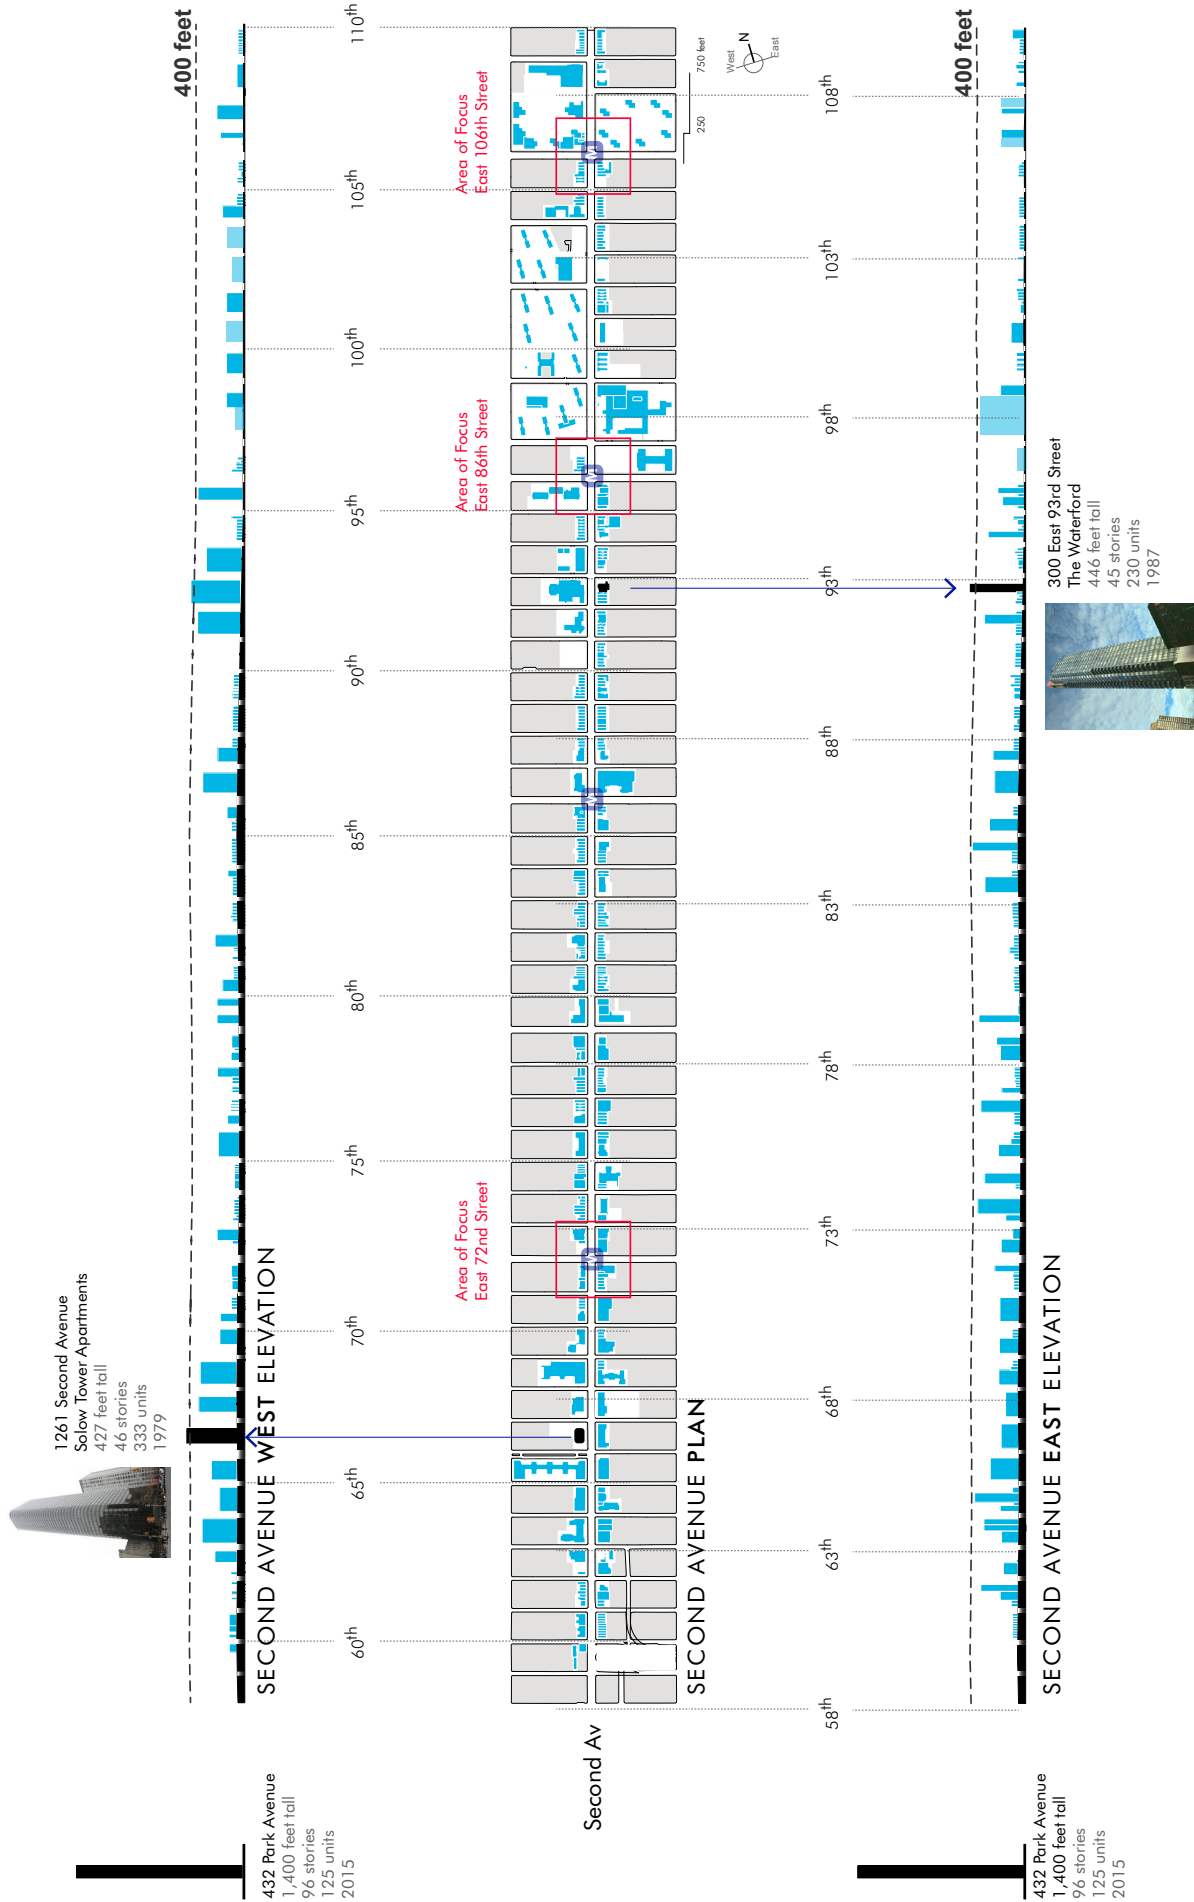 1261 Second Avenue
Solow Tower Apartments
427 feet tall
46 stories
333 units
1979
400 feet
SECOND AVENUE WEST ELEVATION
432 Park Avenue
1,400 feet tall
96 stories
125 units
2015
60th
65th
70th
75th
80th
85th
90th
95th
100th
105th
110th
Area of Focus
East 72nd Street
Area of Focus
East 86th Street
Area of Focus
East 106th Street
Second Av
M
M
M
M
SECOND AVENUE PLAN
250
750 feet
West
N
East
58th
63th
68th
73th
78th
83th
88th
93th
98th
103th
108th
400 feet
SECOND AVENUE EAST ELEVATION
432 Park Avenue
1,400 feet tall
96 stories
125 units
2015
300 East 93rd Street
The Waterford
446 feet tall
45 stories
230 units
1987